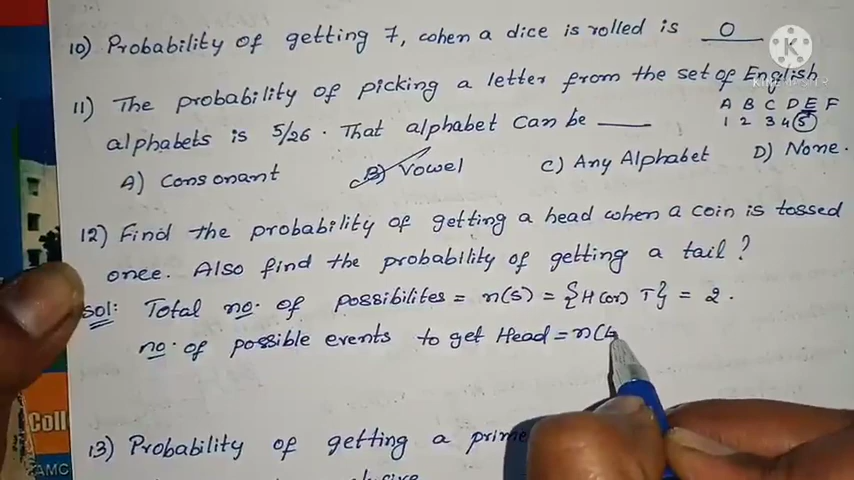 10) Probability of getting 7, when a dice is rolled is 0
K
KINEMASTER
11) The probability of picking a letter from the set of English
A B C D E F
1 2 3 4 5
alphabets is 5/26. That alphabet can be ____
A) Consonant B) Vowel C) Any Alphabet D) None.
12) Find the probability of getting a head when a coin is tossed
once. Also find the probability of getting a tail?
Sol: Total no. of possibilites = n(S) = {H (or) T} = 2.
no. of possible events to get Head = n(
13) Probability of getting a prime
Coll
KAMC